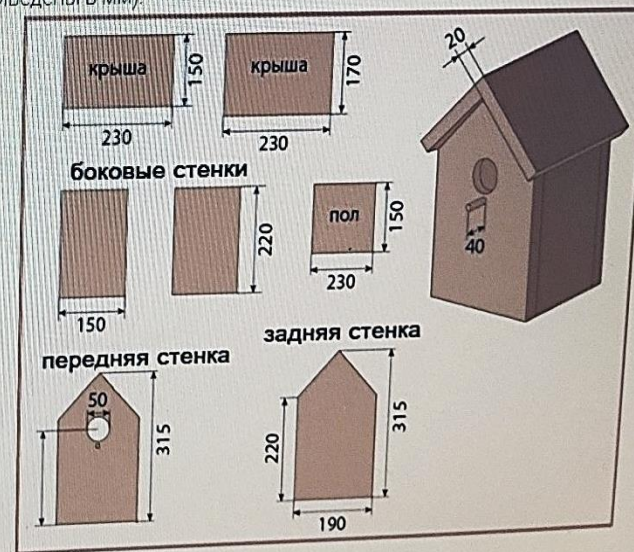 в мм).
20
крыша
150
крыша
170
230
230
боковые стенки
220
пол
150
40
230
150
задняя стенка
передняя стенка
50
315
220
315
190